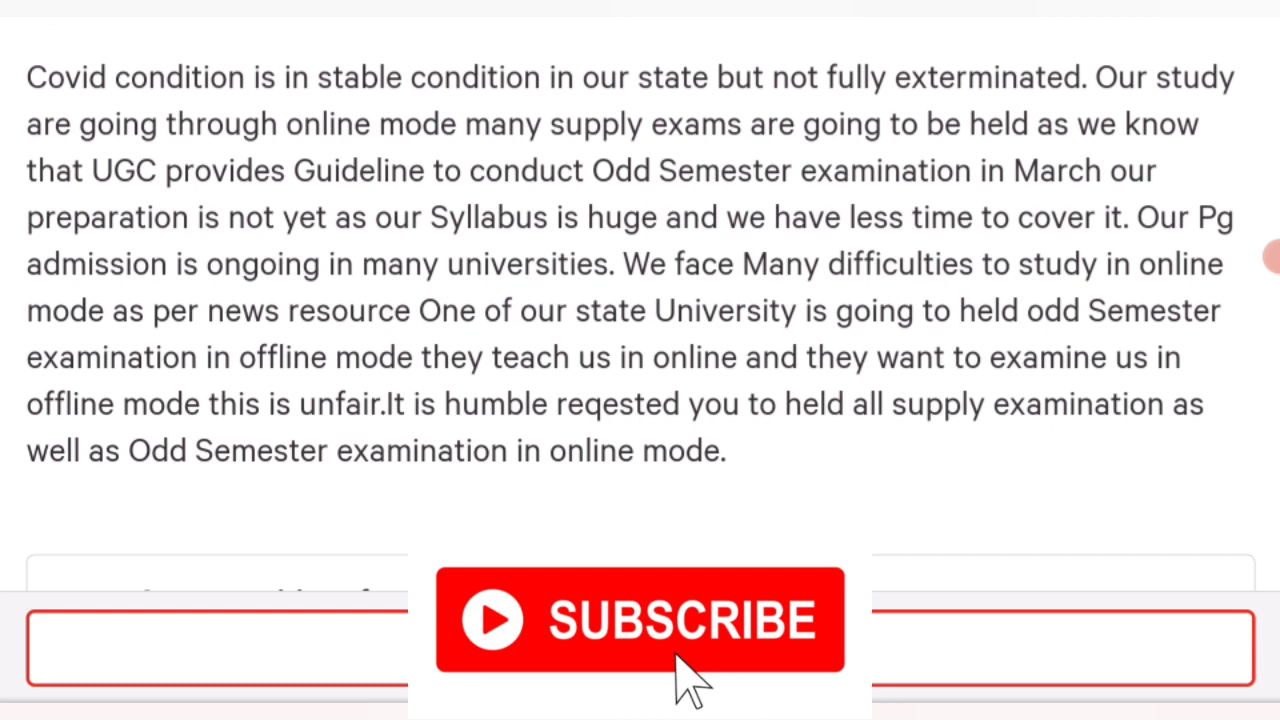 Covid condition is in stable condition in our state but not fully exterminated. Our study
are going through online mode many supply exams are going to be held as we know
that UGC provides Guideline to conduct Odd Semester examination in March our
preparation is not yet as our Syllabus is huge and we have less time to cover it. Our Pg
admission is ongoing in many universities. We face Many difficulties to study in online
mode as per news resource One of our state University is going to held odd Semester
examination in offline mode they teach us in online and they want to examine us in
offline mode this is unfair.It is humble reqested you to held all supply examination as
well as Odd Semester examination in online mode.
SUBSCRIBE